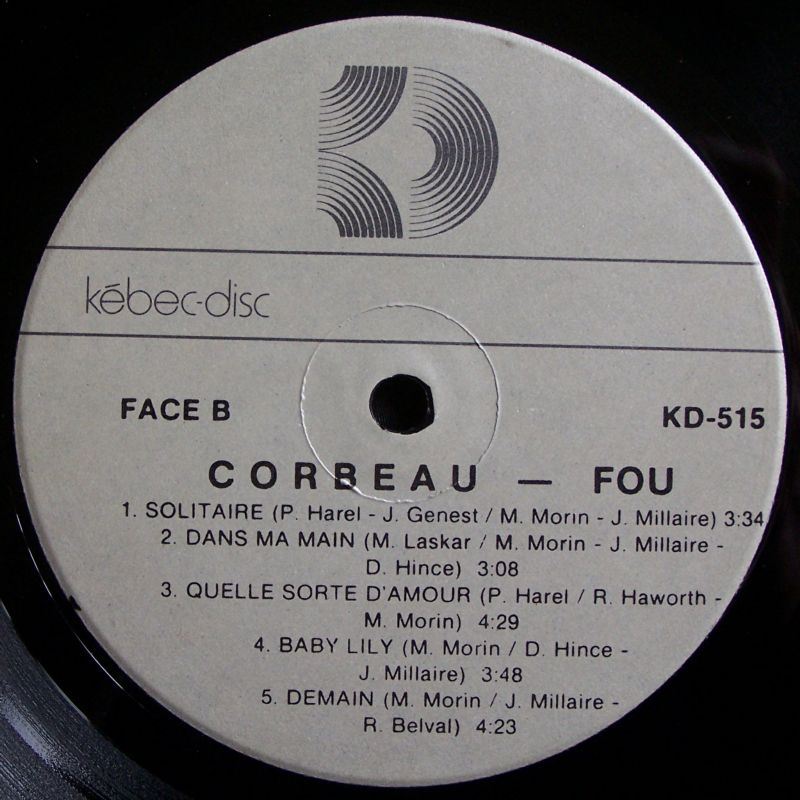 kébec-disc
FACE B
KD-515
CORBEAU — FOU
1. SOLITAIRE (P. Harel - J. Genest / M. Morin - J. Millaire) 3:34
2. DANS MA MAIN (M. Laskar / M. Morin - J. Millaire -
D. Hince) 3:08
3. QUELLE SORTE D'AMOUR (P. Harel / R. Haworth -
M. Morin) 4:29
4. BABY LILY (M. Morin / D. Hince -
J. Millaire) 3:48
5. DEMAIN (M. Morin / J. Millaire -
R. Belval) 4:23